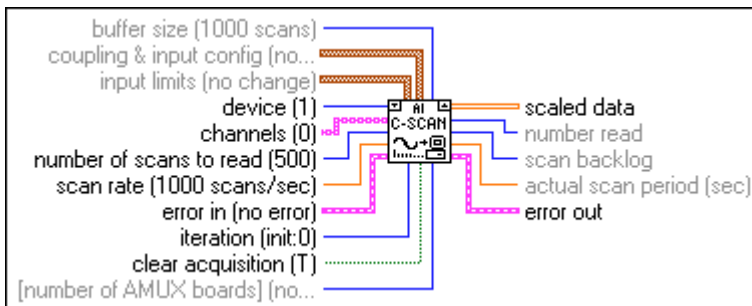 buffer size (1000 scans)
coupling & input config (no...
input limits (no change)
device (1)
channels (0)
number of scans to read (500)
scan rate (1000 scans/sec)
error in (no error)
iteration (init:0)
clear acquisition (T)
[number of AMUX boards] (no...
AI
C-SCAN
scaled data
number read
scan backlog
actual scan period (sec)
error out